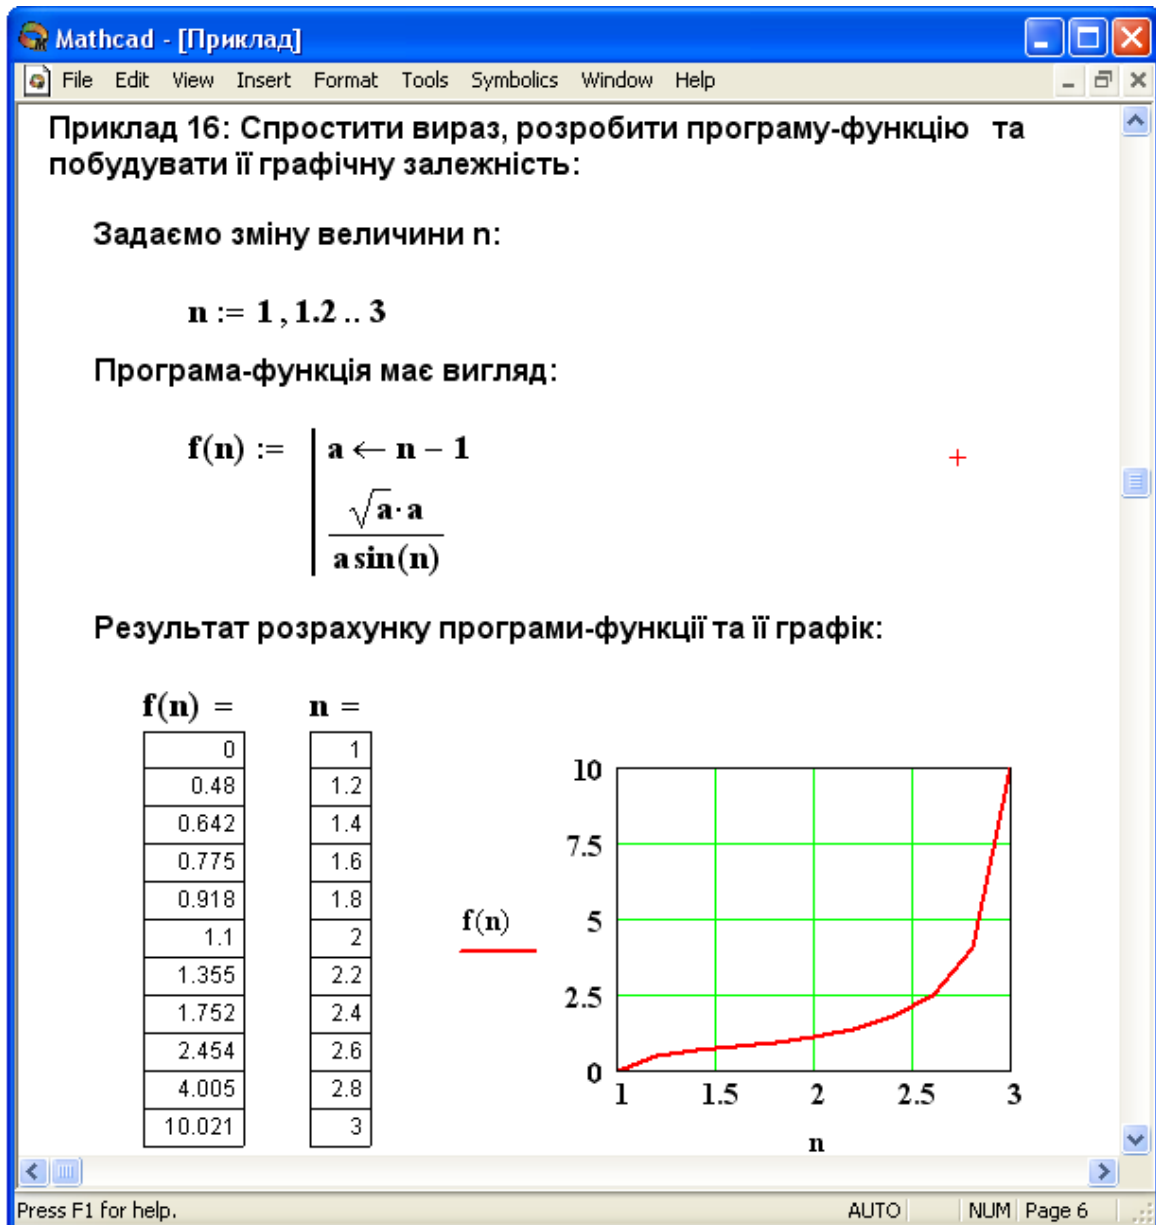 Mathcad - [Приклад]
File Edit View Insert Format Tools Symbolics Window Help
Приклад 16: Спростити вираз, розробити програму-функцію та
побудувати її графічну залежність:
Задаємо зміну величини n:
n := 1 , 1.2 .. 3
Програма-функція має вигляд:
f(n) := a ← n − 1
√a · a
a sin(n)
Результат розрахунку програми-функції та її графік:
f(n) =
0
0.48
0.642
0.775
0.918
1.1
1.355
1.752
2.454
4.005
10.021
n =
1
1.2
1.4
1.6
1.8
2
2.2
2.4
2.6
2.8
3
f(n)
10
7.5
5
2.5
0
1 1.5 2 2.5 3
n
Press F1 for help. AUTO NUM Page 6